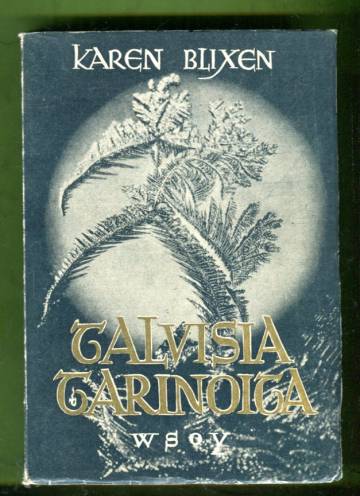 KAREN BLIXEN
TALVISIA
TARINOITA
WSOY